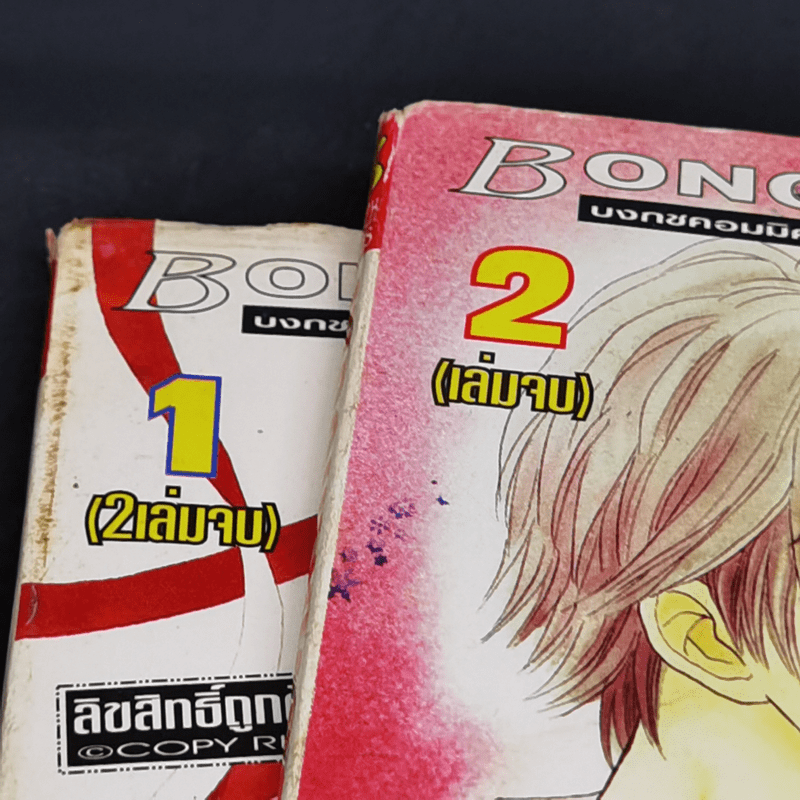 BONG
บงกชคอมมิค
2
(เล่มจบ)
BON
บงกช
1
(2เล่มจบ)
ลิขสิทธิ์ถูก
©COPY RI